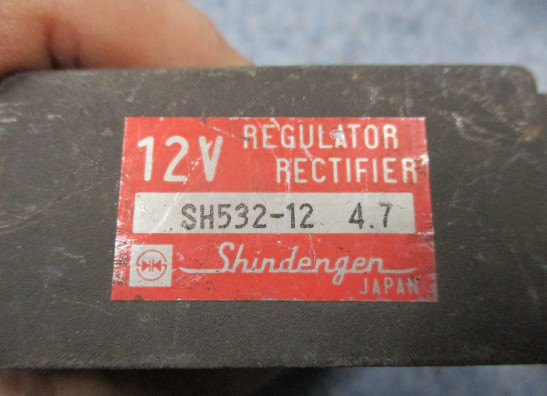 12V REGULATOR
RECTIFIER
SH532-12 4.7
Shindengen
JAPAN